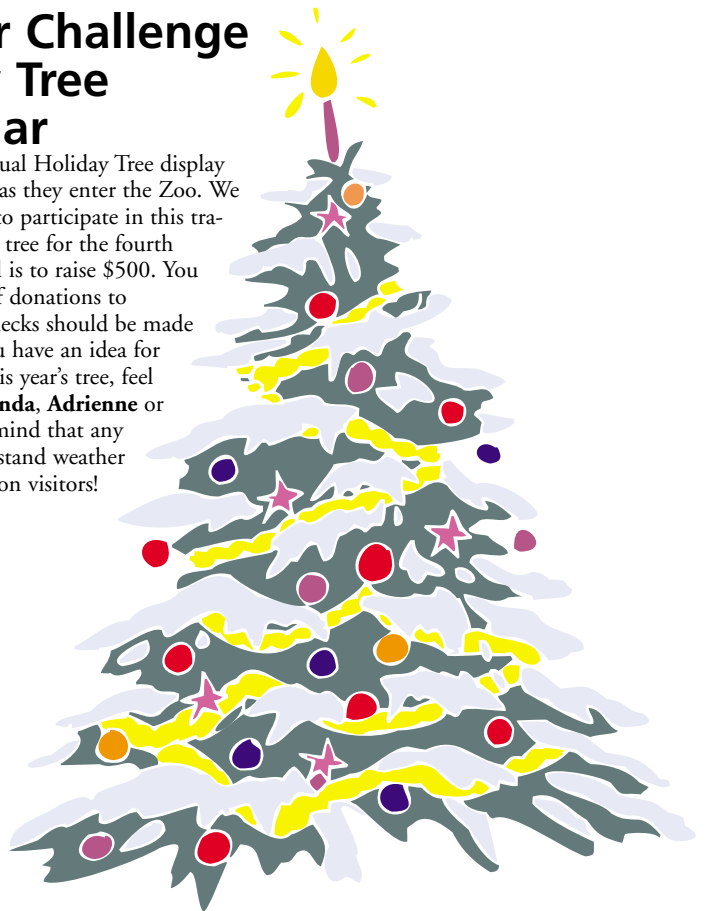 r Challenge
Tree
ar
ual Holiday Tree display
as they enter the Zoo. We
to participate in this tra-
tree for the fourth
l is to raise $500. You
f donations to
ecks should be made
u have an idea for
is year’s tree, feel
nda, Adrienne or
mind that any
stand weather
on visitors!